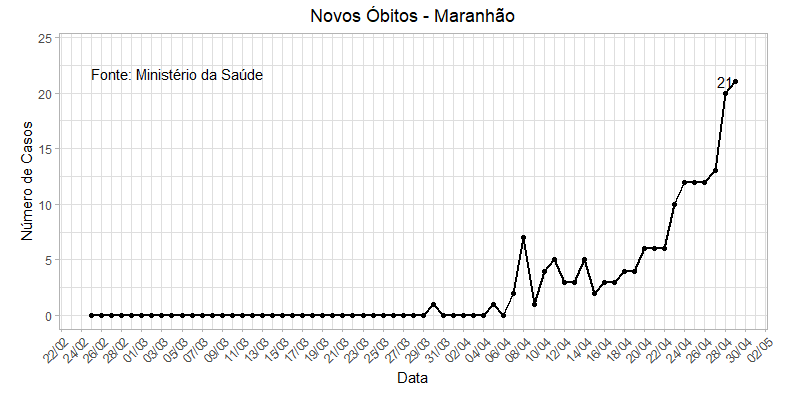 Novos Óbitos - Maranhão
25
Fonte: Ministério da Saúde
21
20
15
10
5
0
Número de Casos
22/02 24/02 26/02 28/02 01/03 03/03 05/03 07/03 09/03 11/03 13/03 15/03 17/03 19/03 21/03 23/03 25/03 27/03 29/03 31/03 02/04 04/04 06/04 08/04 10/04 12/04 14/04 16/04 18/04 20/04 22/04 24/04 26/04 28/04 30/04 02/05
Data